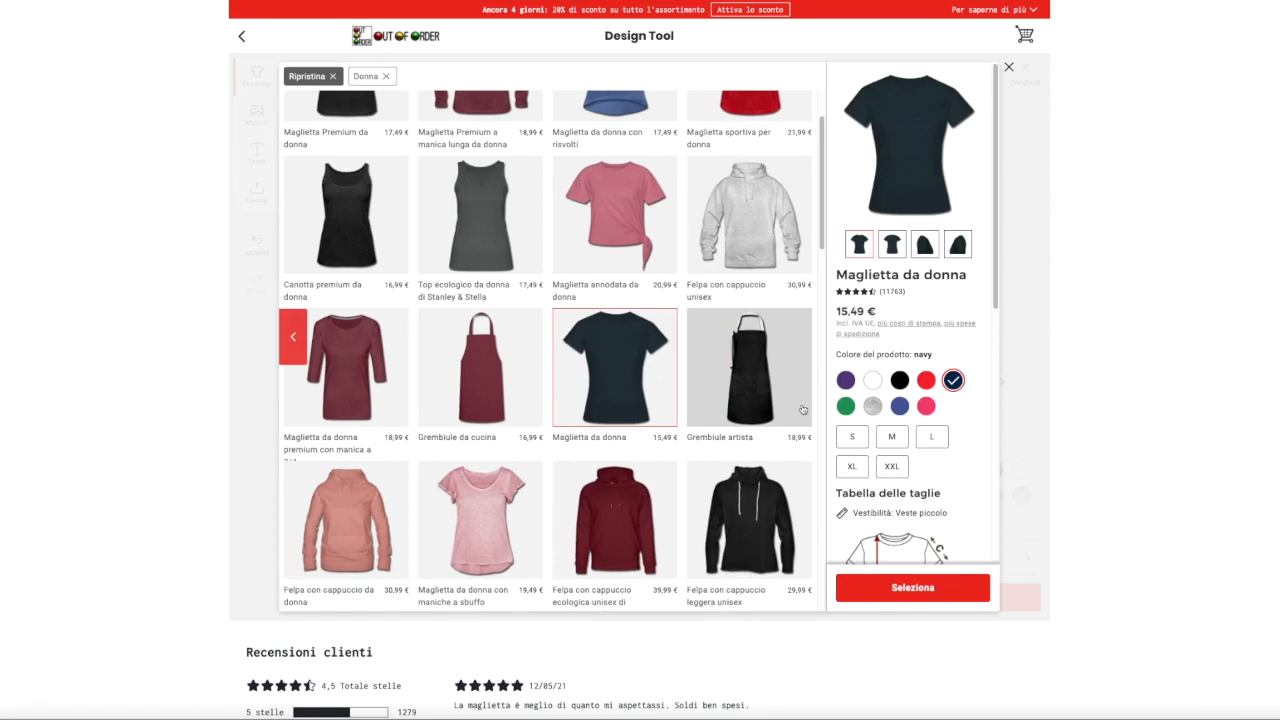 Ancora 4 giorni: 20% di sconto su tutto l'assortimento Attiva lo sconto
Per saperne di più
OUT OF ORDER
Design Tool
Ripristina
Donna
Maglietta Premium da donna 17,49 €
Maglietta Premium a manica lunga da donna 18,99 €
Maglietta da donna con risvolti 17,49 €
Maglietta sportiva per donna 21,99 €
Canotta premium da donna 16,99 €
Top ecologico da donna di Stanley & Stella 17,49 €
Maglietta annodata da donna 20,99 €
Felpa con cappuccio unisex 30,99 €
Maglietta da donna premium con manica a 18,99 €
Grembiule da cucina 16,99 €
Maglietta da donna 15,49 €
Grembiule artista 18,99 €
Felpa con cappuccio da donna 30,99 €
Maglietta da donna con maniche a sbuffo 19,49 €
Felpa con cappuccio ecologica unisex di 39,99 €
Felpa con cappuccio leggera unisex 29,99 €
Maglietta da donna
(11763)
15,49 €
Incl. IVA UE, più costi di stampa, più spese
di spedizione
Colore del prodotto: navy
S M L
XL XXL
Tabella delle taglie
Vestibilità: Veste piccolo
C
Seleziona
Recensioni clienti
4,5 Totale stelle
5 stelle 1279
12/05/21
La maglietta è meglio di quanto mi aspettassi. Soldi ben spesi.